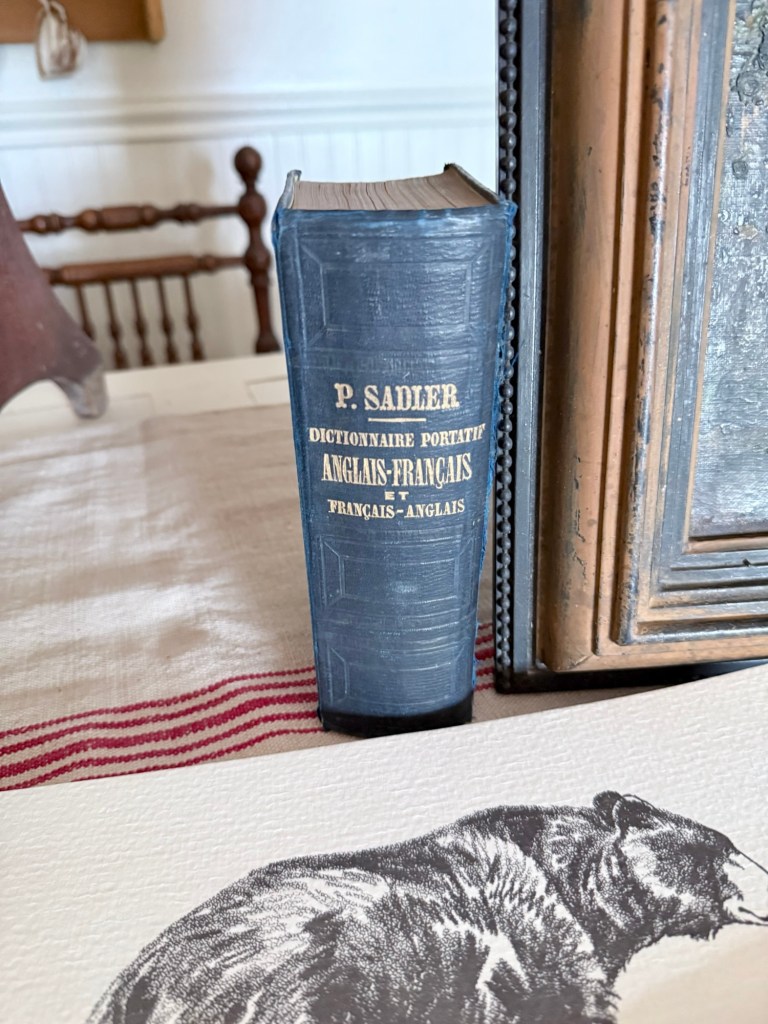 P. SADLER
DICTIONNAIRE PORTATIF
ANGLAIS-FRANÇAIS
ET
FRANÇAIS-ANGLAIS